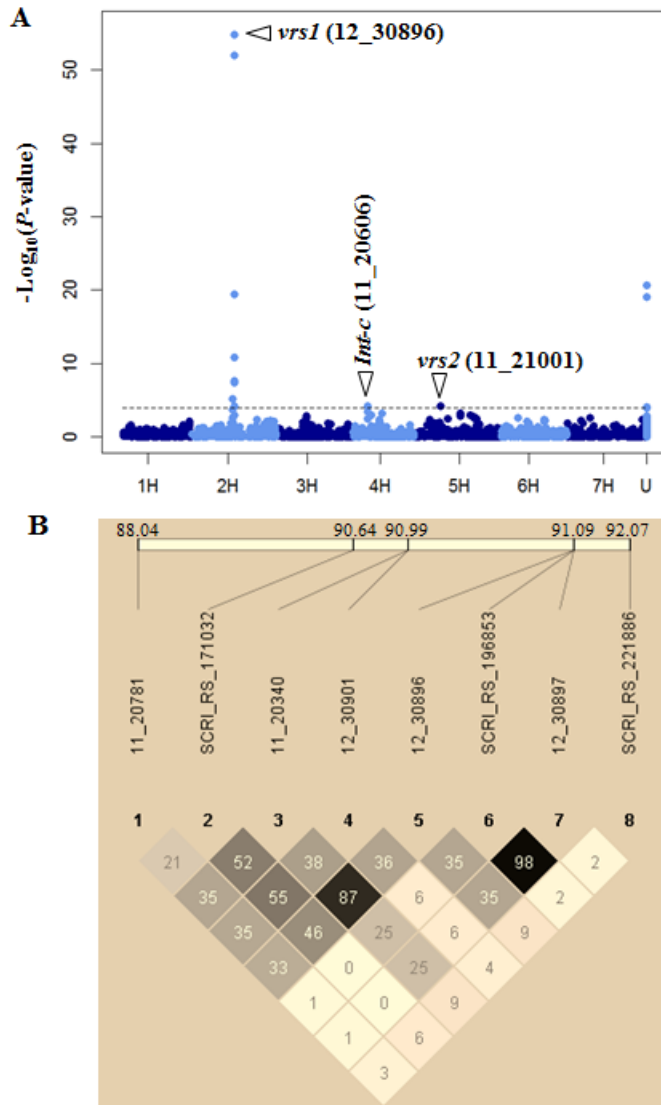 A
vrs1 (12_30896)
Int-c (11_20606)
vrs2 (11_21001)
-Log10(P-value)
50
40
30
20
10
0
1H 2H 3H 4H 5H 6H 7H U
B
88.04 90.64 90.99 91.09 92.07
11_20781
SCRI_RS_171032
11_20340
12_30901
12_30896
SCRI_RS_196853
12_30897
SCRI_RS_221886
1 2 3 4 5 6 7 8
21 52 38 36 35 98 2
35 55 87 6 35 2
35 46 25 6 9
33 0 25 4
1 0 9
1 6
3